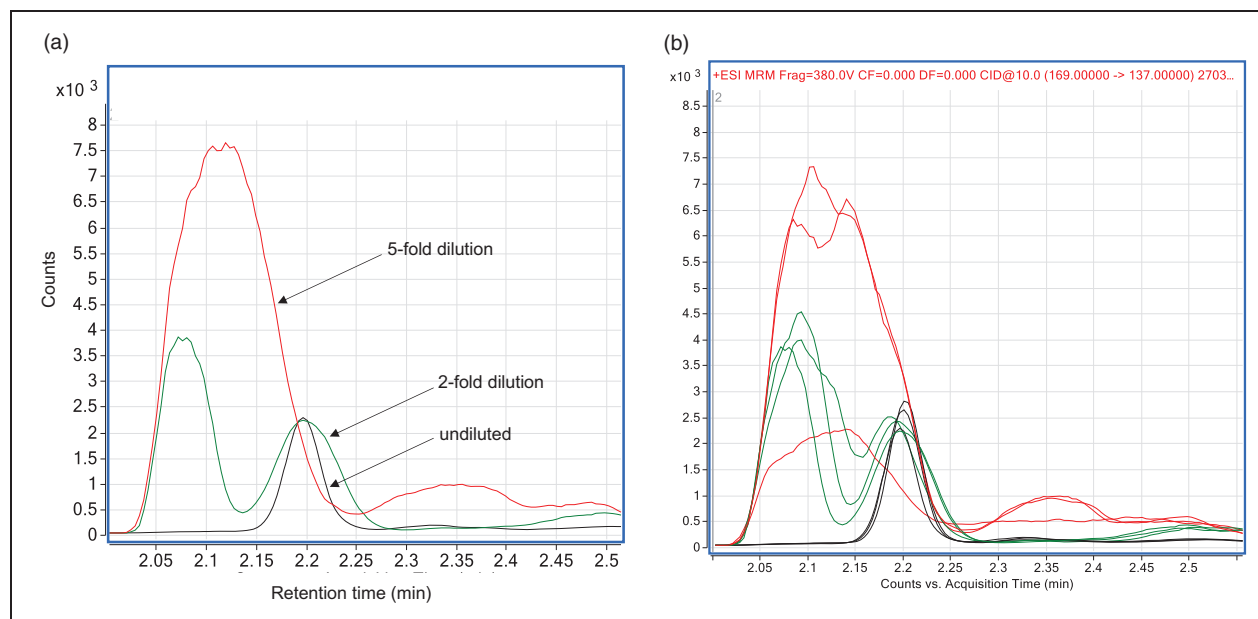 (a)
x10 3
8
7.5
7
6.5
6
5.5
5
4.5
4
3.5
3
2.5
2
1.5
1
0.5
0
Counts
5-fold dilution
2-fold dilution
undiluted
2.05 2.1 2.15 2.2 2.25 2.3 2.35 2.4 2.45 2.5
Retention time (min)
(b)
x10 3
+ESI MRM Frag=380.0V CF=0.000 DF=0.000 CID@10.0 (169.00000 -> 137.00000) 2703...
2
8.5
8
7.5
7
6.5
6
5.5
5
4.5
4
3.5
3
2.5
2
1.5
1
0.5
0
2.05 2.1 2.15 2.2 2.25 2.3 2.35 2.4 2.45 2.5
Counts vs. Acquisition Time (min)